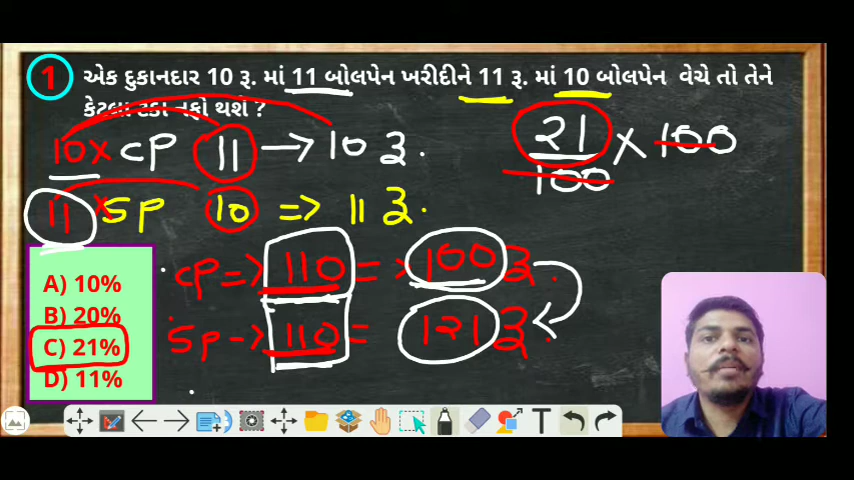 1 એક દુકાનદાર 10 રૂ. માં 11 બોલપેન ખરીદીને 11 રૂ. માં 10 બોલપેન વેચે તો તેને
કેટલા ટકા નફો થશે ?
10x CP 11 → 10 રૂ.
11x SP 10 => 11 રૂ.
21/100 x 100
CP => 110 => 100 રૂ.
SP -> 110 = 121 રૂ.
A) 10%
B) 20%
C) 21%
D) 11%
T